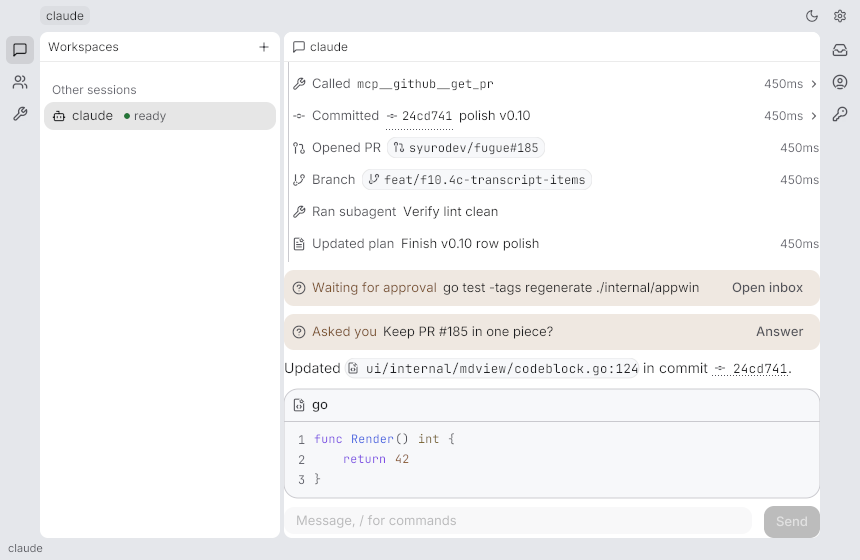 claude
Workspaces
Other sessions
claude ready
claude
Called mcp__github__get_pr 450ms
Committed 24cd741 polish v0.10 450ms
Opened PR syurodev/fugue#185 450ms
Branch feat/f10.4c-transcript-items 450ms
Ran subagent Verify lint clean
Updated plan Finish v0.10 row polish 450ms
Waiting for approval go test -tags regenerate ./internal/appwin Open inbox
Asked you Keep PR #185 in one piece? Answer
Updated ui/internal/mdview/codeblock.go:124 in commit 24cd741.
go
1 func Render() int {
2     return 42
3 }
Message, / for commands Send
claude